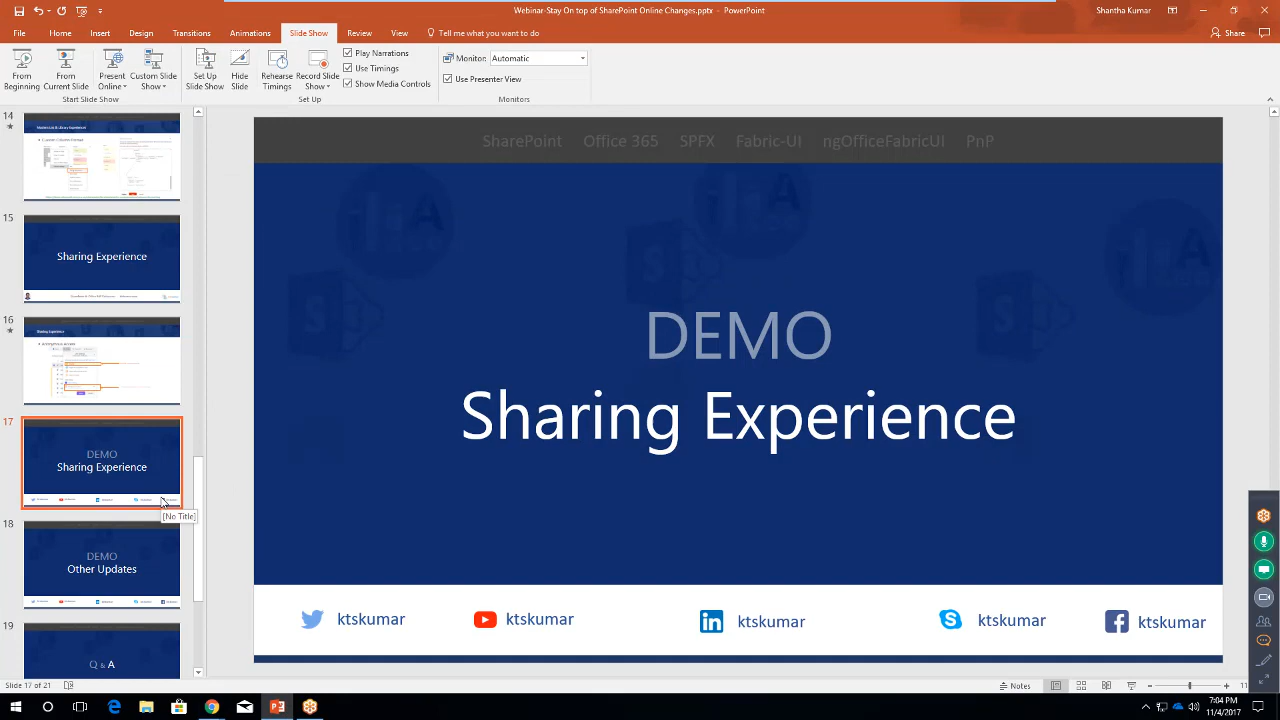 Webinar-Stay On top of SharePoint Online Changes.pptx - PowerPoint
Shantha Kumar
File Home Insert Design Transitions Animations Slide Show Review View Tell me what you want to do
Share
From Beginning
From Current Slide
Present Online
Custom Slide Show
Start Slide Show
Set Up Slide Show
Hide Slide
Rehearse Timings
Record Slide Show
Play Narrations
Use Timings
Show Media Controls
Set Up
Monitor: Automatic
Use Presenter View
Monitors
14
15
Sharing Experience
16
Sharing Experience
Anonymous Access
17
DEMO
Sharing Experience
[No Title]
18
DEMO
Other Updates
Q & A
SharePoint Office 365 SPFX OfficeFabric PnP
DEMO
Sharing Experience
ktskumar ktskumar ktskumar ktskumar ktskumar
Slide 17 of 21
Notes
11
7:04 PM
11/4/2017